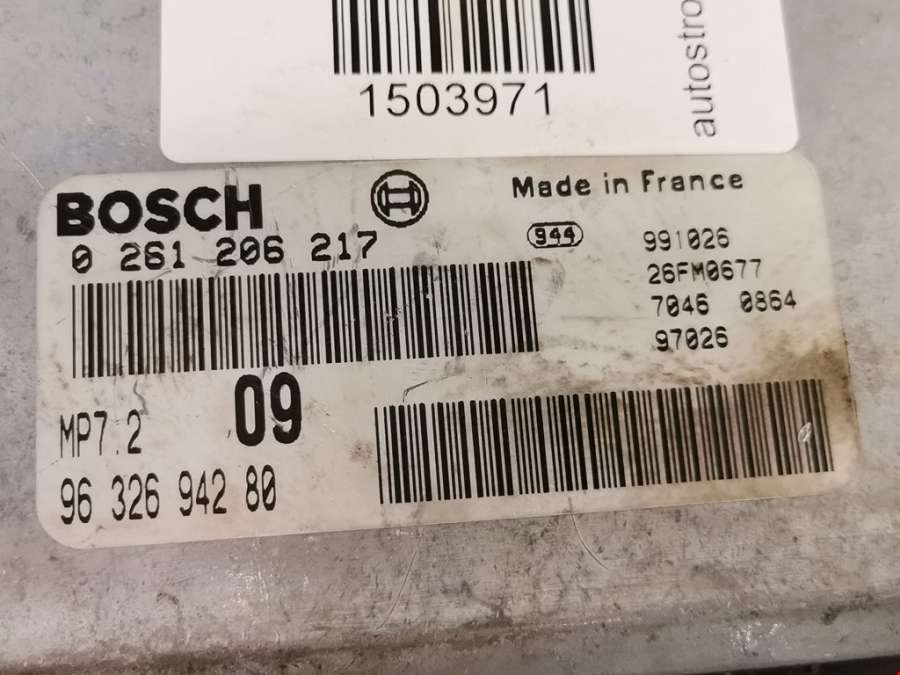 1503971
autostro
BOSCH
Made in France
0 261 206 217
944
991026
26FM0677
7046 0864
97026
MP7.2
09
96 326 942 80